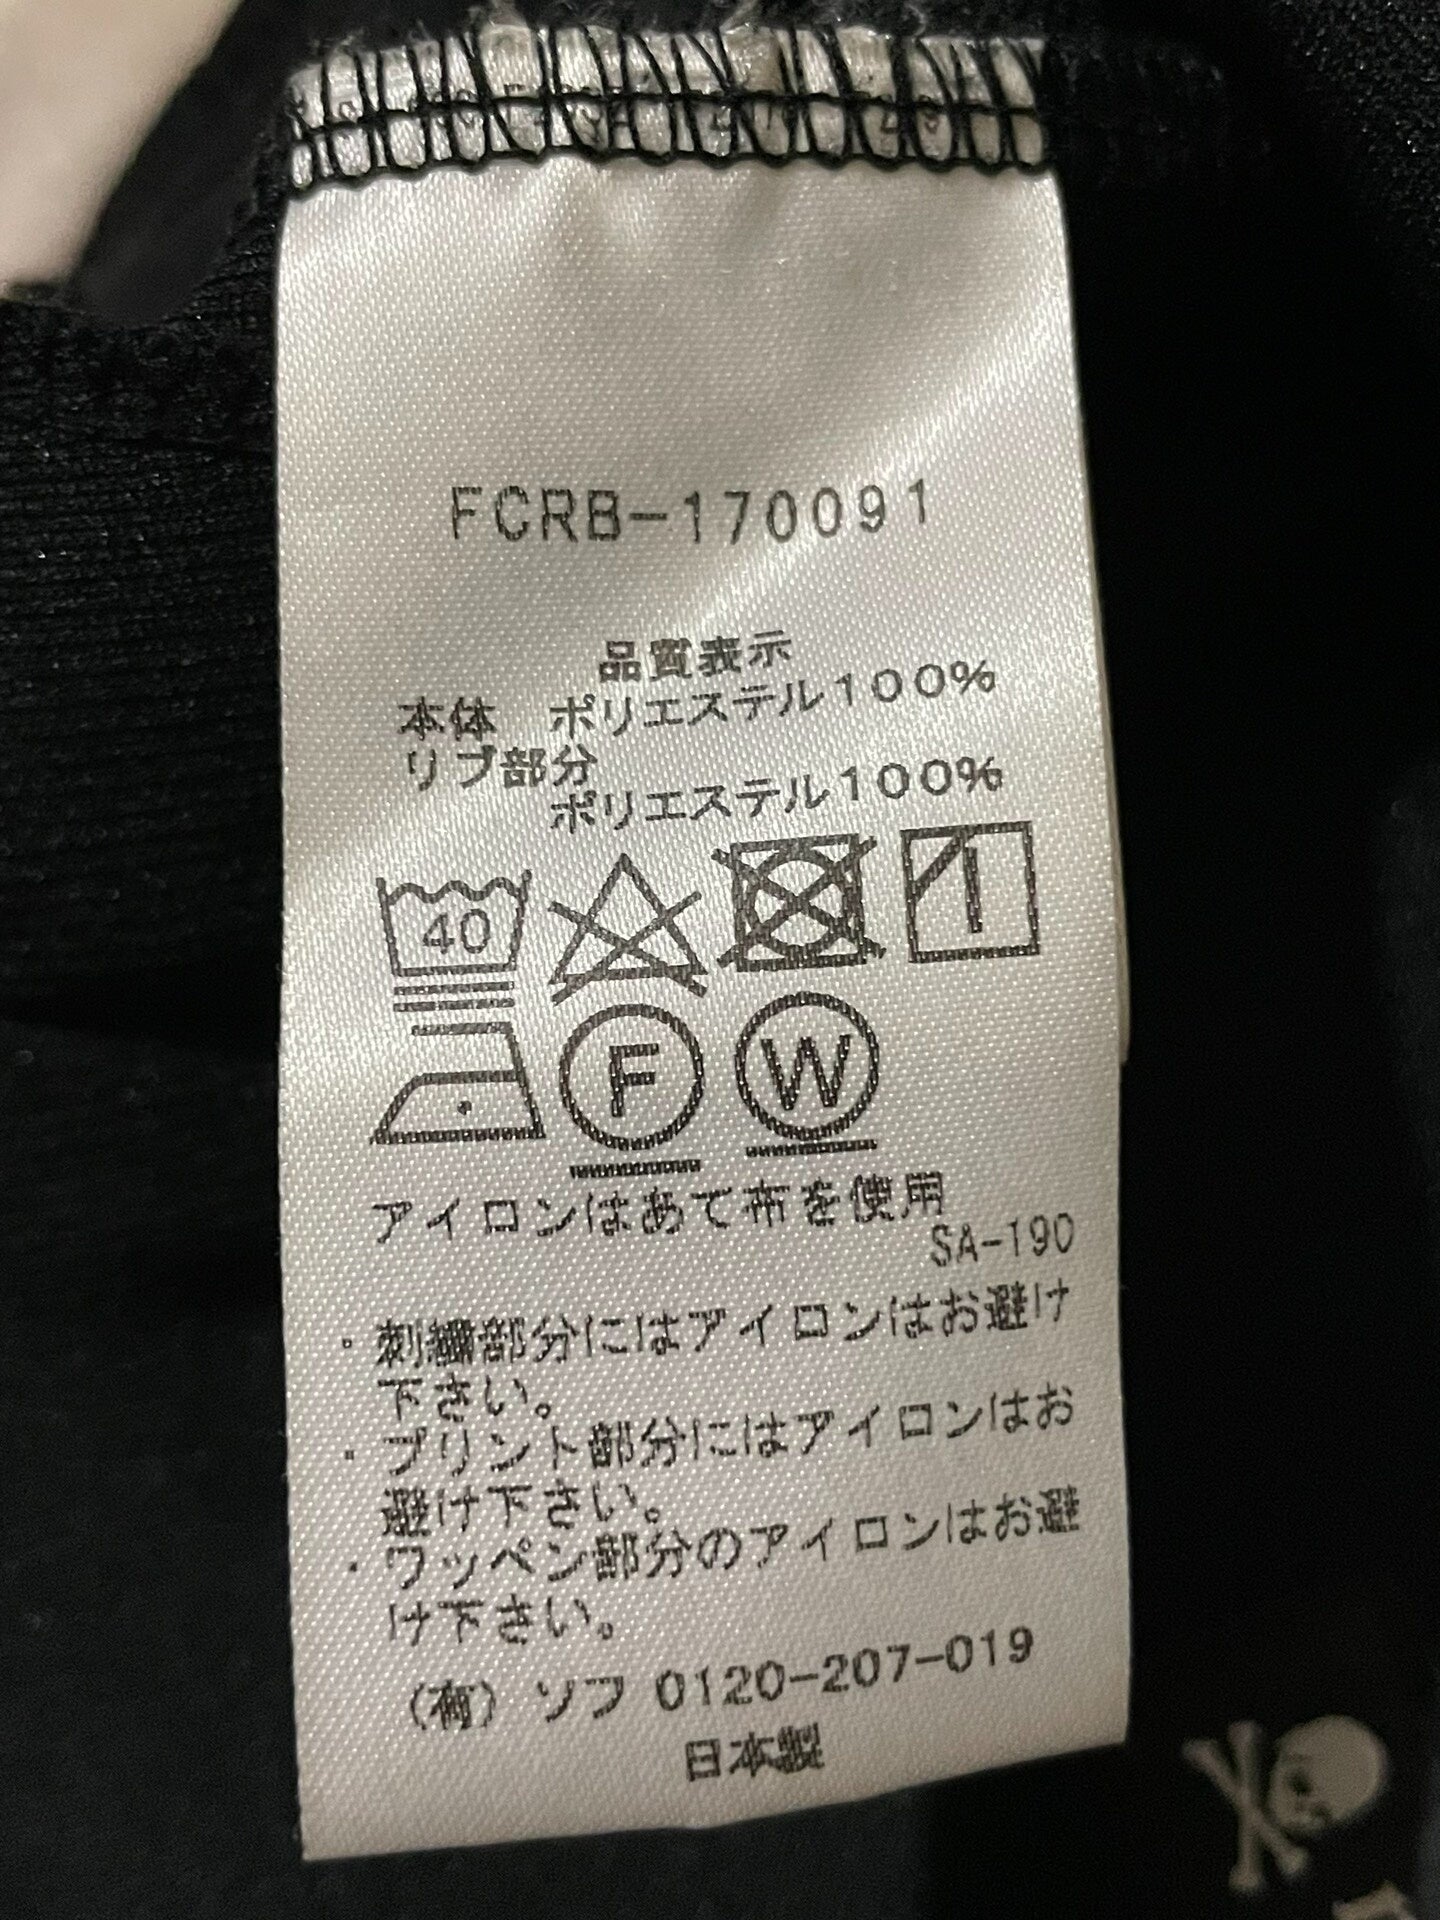 FCRB-170091
品質表示
本体　ポリエステル100%
リブ部分
ポリエステル100%
40
F W
アイロンはあて布を使用
SA-190
・刺繍部分にはアイロンはお避け
下さい。
・プリント部分にはアイロンはお
避け下さい。
・ワッペン部分のアイロンはお避
け下さい。
(有) ソフ 0120-207-019
日本製